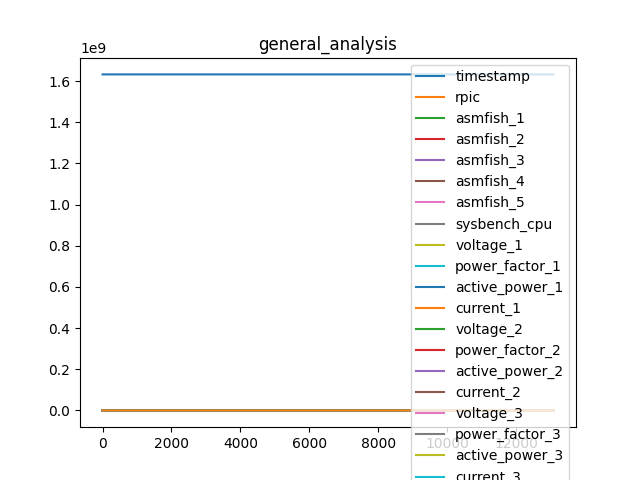 general_analysis
1e9
1.6
1.4
1.2
1.0
0.8
0.6
0.4
0.2
0.0
0 2000 4000 6000 8000 10000 12000
timestamp
rpic
asmfish_1
asmfish_2
asmfish_3
asmfish_4
asmfish_5
sysbench_cpu
voltage_1
power_factor_1
active_power_1
current_1
voltage_2
power_factor_2
active_power_2
current_2
voltage_3
power_factor_3
active_power_3
current_3